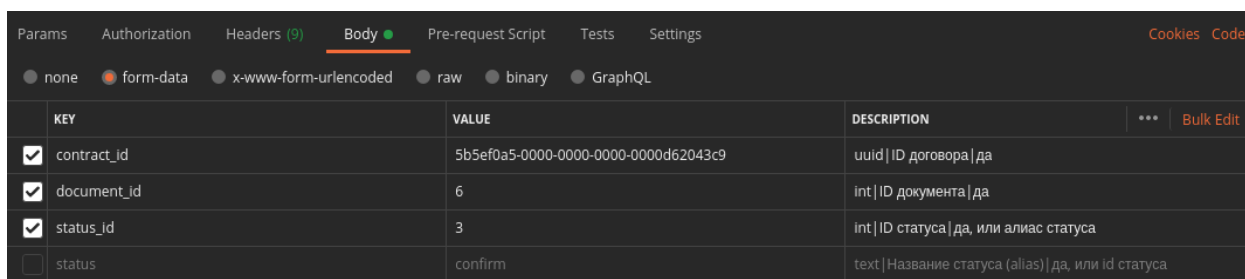 Params Authorization Headers (9) Body Pre-request Script Tests Settings Cookies Code
none form-data x-www-form-urlencoded raw binary GraphQL
KEY VALUE DESCRIPTION ••• Bulk Edit
contract_id 5b5ef0a5-0000-0000-0000-0000d62043c9 uuid|ID договора|да
document_id 6 int|ID документа|да
status_id 3 int|ID статуса|да, или алиас статуса
status confirm text|Название статуса (alias)|да, или id статуса